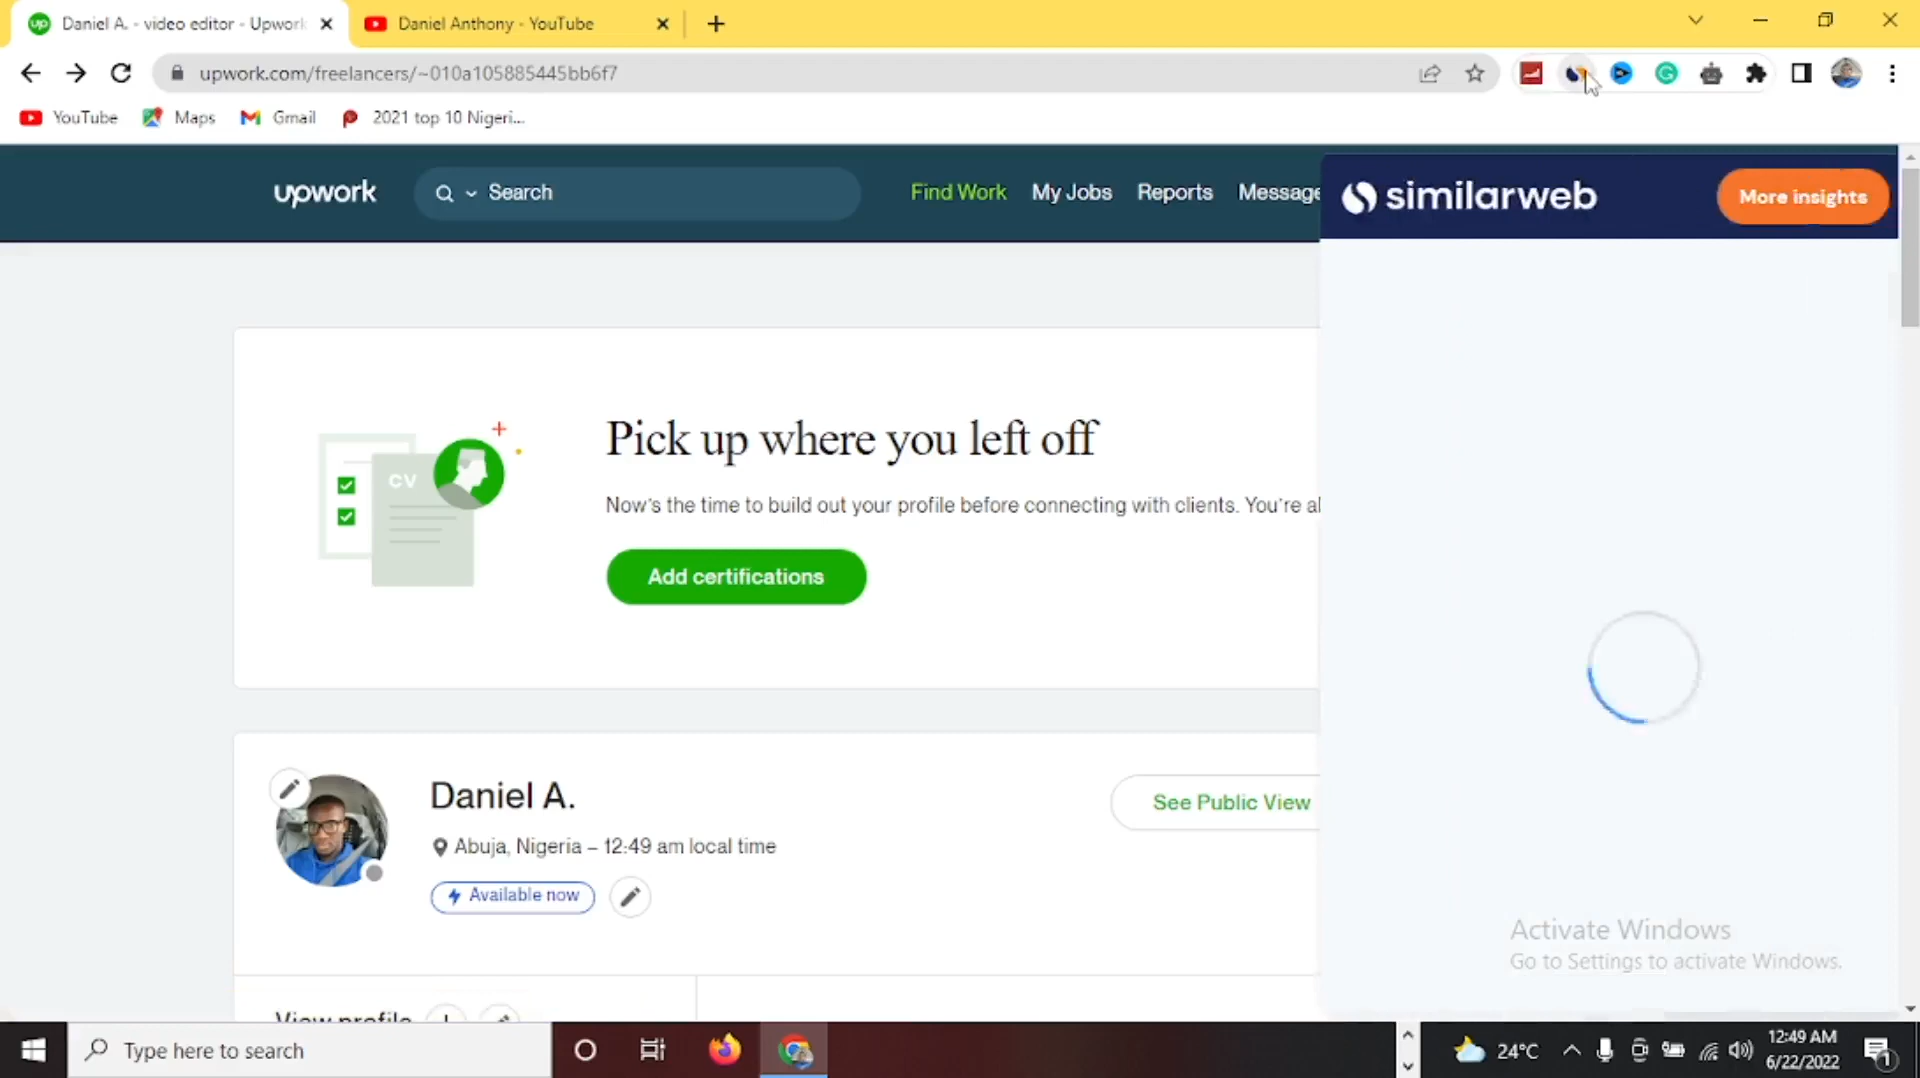 Daniel A. - video editor - Upwork
Daniel Anthony - YouTube
upwork.com/freelancers/~010a105885445bb6f7
YouTube
Maps
Gmail
2021 top 10 Nigeri...
upwork
Search
Find Work
My Jobs
Reports
Message
similarweb
More insights
CV
Pick up where you left off
Now's the time to build out your profile before connecting with clients. You're al
Add certifications
Daniel A.
See Public View
Abuja, Nigeria – 12:49 am local time
Available now
Activate Windows
Go to Settings to activate Windows.
View profile
Type here to search
24°C
12:49 AM
6/22/2022
1